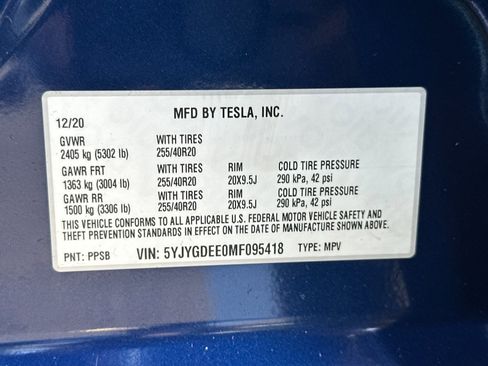 12/20 MFD BY TESLA, INC.
GVWR WITH TIRES
2405 kg (5302 lb) 255/40R20
GAWR FRT WITH TIRES RIM COLD TIRE PRESSURE
1363 kg (3004 lb) 255/40R20 20X9.5J 290 kPa, 42 psi
GAWR RR WITH TIRES RIM COLD TIRE PRESSURE
1500 kg (3306 lb) 255/40R20 20X9.5J 290 kPa, 42 psi
THIS VEHICLE CONFORMS TO ALL APPLICABLE U.S. FEDERAL MOTOR VEHICLE SAFETY AND
THEFT PREVENTION STANDARDS IN EFFECT ON THE DATE OF MANUFACTURE SHOWN ABOVE.
PNT: PPSB VIN: 5YJYGDEE0MF095418 TYPE: MPV